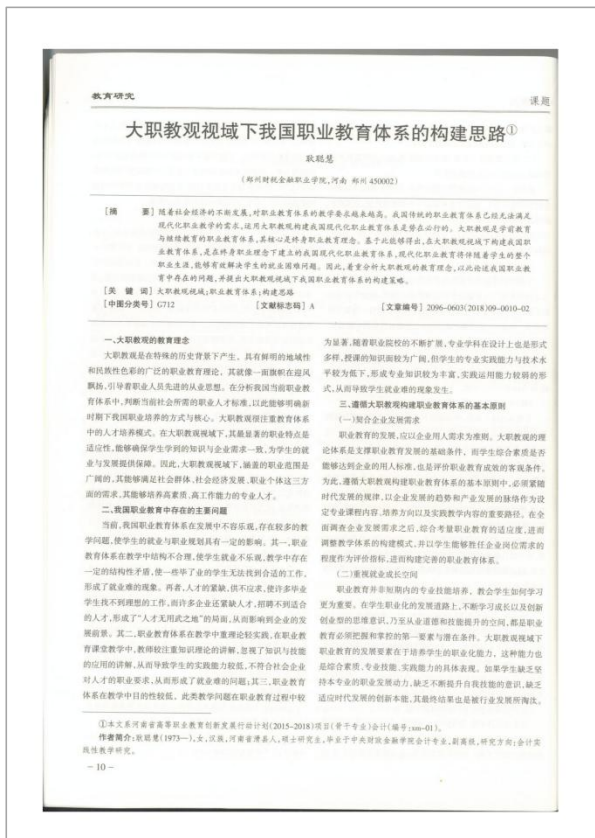 教育研究
课题
大职教观视域下我国职业教育体系的构建思路①
耿聪慧
(郑州财税金融职业学院,河南 郑州 450002)
[摘 要] 随着社会经济的不断发展,对职业教育体系的教学要求越来越高。我国传统的职业教育体系已经无法满足
现代化职业教学的需求,运用大职教观构建我国现代化职业教育体系是势在必行的。大职教观是学前教育
与继续教育的职业教育体系,其核心是终身职业教育理念。基于此能够得出,在大职教观视域下构建我国职
业教育体系,是在终身职业理念下建立的我国现代化职业教育体系,现代化职业教育将伴随着学生的整个
职业生涯,能够有效解决学生的就业困难问题。因此,着重分析大职教观的教育理念,以此论述我国职业教
育中存在的问题,并提出大职教观视域下我国职业教育体系的构建策略。
[关 键 词] 大职教观视域;职业教育体系;构建思路
[中图分类号] G712 [文献标志码] A [文章编号] 2096-0603(2018)09-0010-02
一、大职教观的教育理念
大职教观是在特殊的历史背景下产生、具有鲜明的地域性
和民族性色彩的广泛的职业教育理论。其就像一面旗帜在迎风
飘扬,引导着职业人员先进的从业思想。在分析我国当前职业教
育体系中,判断当前社会所需的职业人才标准,以此能够明确新
时期下我国职业培养的方式与核心。大职教观很注重教育体系
中的人才培养模式。在大职教观视域下,其最显著的职业特点是
适应性,能够确保学生学到的知识与企业需求一致,为学生的就
业与发展提供保障。因此,大职教观视域下,涵盖的职业范围是
广阔的,其能够满足社会群体、社会经济发展、职业个体这三方
面的需求,其能够培养高素质、高工作能力的专业人才。
二、我国职业教育中存在的主要问题
当前,我国职业教育体系在发展中不容乐观,存在较多的教
学问题,使学生的就业与职业规划具有一定的影响。其一,职业
教育体系在教学中结构不合理,使学生就业不乐观,教学中存在
一定的结构性矛盾,使一些毕了业的学生无法找到合适的工作,
形成了就业难的现象。再者,人才的紧缺,供不应求,使许多毕业
学生找不到理想的工作,而许多企业还紧缺人才,招聘不到适合
的人才,形成了“人才无用武之地”的局面,从而影响到企业的发
展前景。其二,职业教育体系在教学中重理论轻实践,在职业教
育课堂教学中,教师较注重知识理论的讲解,忽视了知识与技能
的应用的讲解,从而导致学生的实践能力较低,不符合社会企业
对人才的职业要求,从而形成了就业难的问题;其三,职业教育
体系在教学中目的性较低。此类教学问题在职业教育过程中较
为显著,随着职业院校的不断扩展,专业学科在设计上也是形式
多样,授课的知识面较为广阔,但学生的专业实践能力与技术水
平较为低下,形成专业知识较为丰富,实践运用能力较弱的形
式,从而导致学生就业难的现象发生。
三、遵循大职教观构建职业教育体系的基本原则
(一)契合企业发展需求
职业教育的发展,应以企业用人需求为准则。大职教观的理
论体系是支撑职业教育发展的基础条件,而学生综合素质是否
能够达到企业的用人标准,也是评价职业教育成效的客观条件。
为此,遵循大职教观构建职业教育体系的基本原则中,必须紧随
时代发展的规律,以企业发展的趋势和产业发展的脉络作为设
定专业课程内容、培养方向以及实践教学内容的重要路径。在全
面调查企业发展需求之后,综合考量职业教育的适应度,进而
调整教学体系的构建模式,并以学生能够胜任企业岗位需求的
程度作为评价指标,进而构建完善的职业教育体系。
(二)重视就业成长空间
职业教育并非短期内的专业技能培养,教会学生如何学习
更为重要。在学生职业化的发展道路上,不断学习成长以及创新
创业型的思维意识,乃至从业道德和技能提升的空间,都是职业
教育必须把握和掌控的第一要素与潜在条件。大职教观视域下
职业教育的发展要素在于培养学生的职业化能力。这种能力也
是综合素质、专业技能、实践能力的具体表现。如果学生缺乏坚
持本专业的职业发展动力,缺乏不断提升自我技能的意识,缺乏
适应时代发展的创新本能,其最终结果也是被行业发展所淘汰。
①本文系河南省高等职业教育创新发展行动计划(2015-2018)项目(骨干专业)会计(编号:xm-01)。
作者简介:耿聪慧(1973—),女,汉族,河南省滑县人,硕士研究生,毕业于中央财政金融学院会计专业,副高级,研究方向:会计实
践性教学研究。
- 10 -